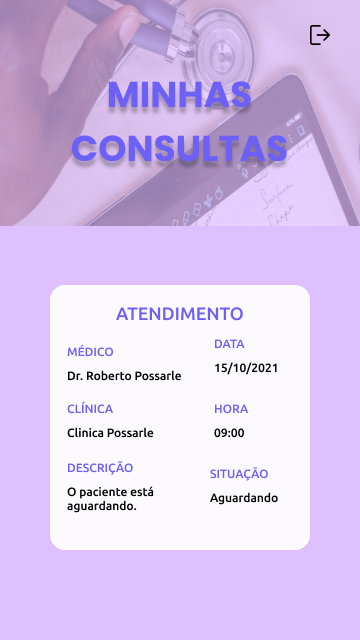 MINHAS
CONSULTAS
ATENDIMENTO
MÉDICO
DATA
Dr. Roberto Possarle
15/10/2021
CLÍNICA
HORA
Clinica Possarle
09:00
DESCRIÇÃO
SITUAÇÃO
O paciente está
aguardando.
Aguardando